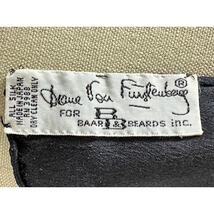 ALL SILK
MADE IN JAPAN
DRY CLEAN ONLY
Diane Von Furstenberg ®
FOR B
BAAR & BEARDS inc.